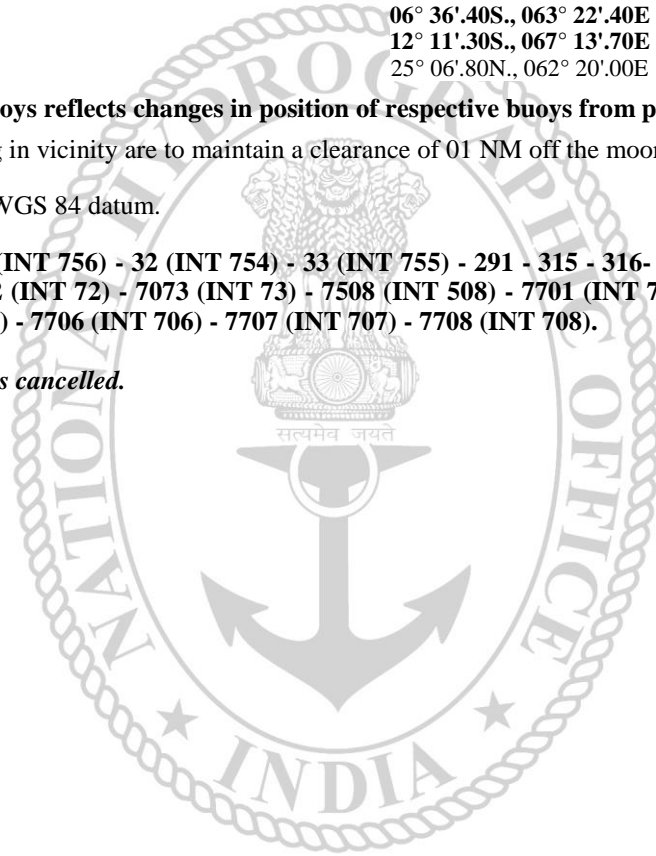 06° 36'.40S., 063° 22'.40E
12° 11'.30S., 067° 13'.70E
25° 06'.80N., 062° 20'.00E
oys reflects changes in position of respective buoys from p
in vicinity are to maintain a clearance of 01 NM off the moor
WGS 84 datum.
(INT 756) - 32 (INT 754) - 33 (INT 755) - 291 - 315 - 316-
(INT 72) - 7073 (INT 73) - 7508 (INT 508) - 7701 (INT 7
) - 7706 (INT 706) - 7707 (INT 707) - 7708 (INT 708).
s cancelled.
NATIONAL HYDROGRAPHIC OFFICE
सत्यमेव जयते
INDIA